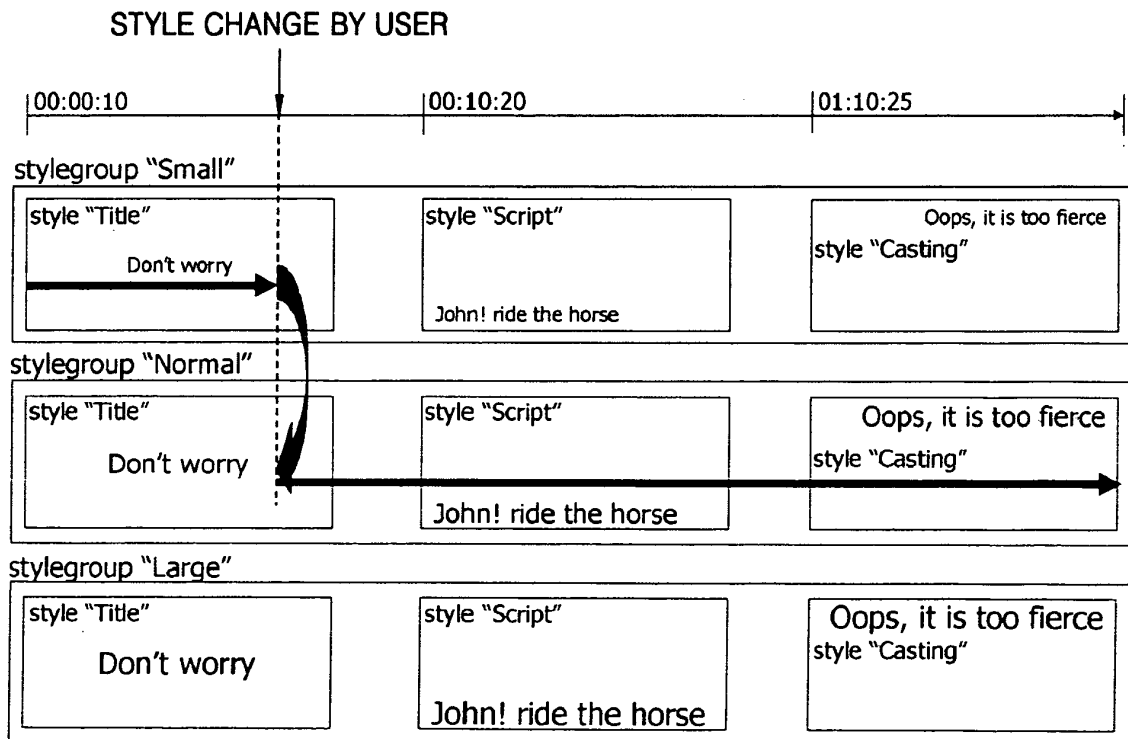 STYLE CHANGE BY USER
00:00:10 00:10:20 01:10:25
stylegroup “Small”
style “Title” style “Script” Oops, it is too fierce
style “Casting”
Don't worry
John! ride the horse
stylegroup “Normal”
style “Title” style “Script” Oops, it is too fierce
Don't worry style “Casting”
John! ride the horse
stylegroup “Large”
style “Title” style “Script” Oops, it is too fierce
style “Casting”
Don't worry
John! ride the horse